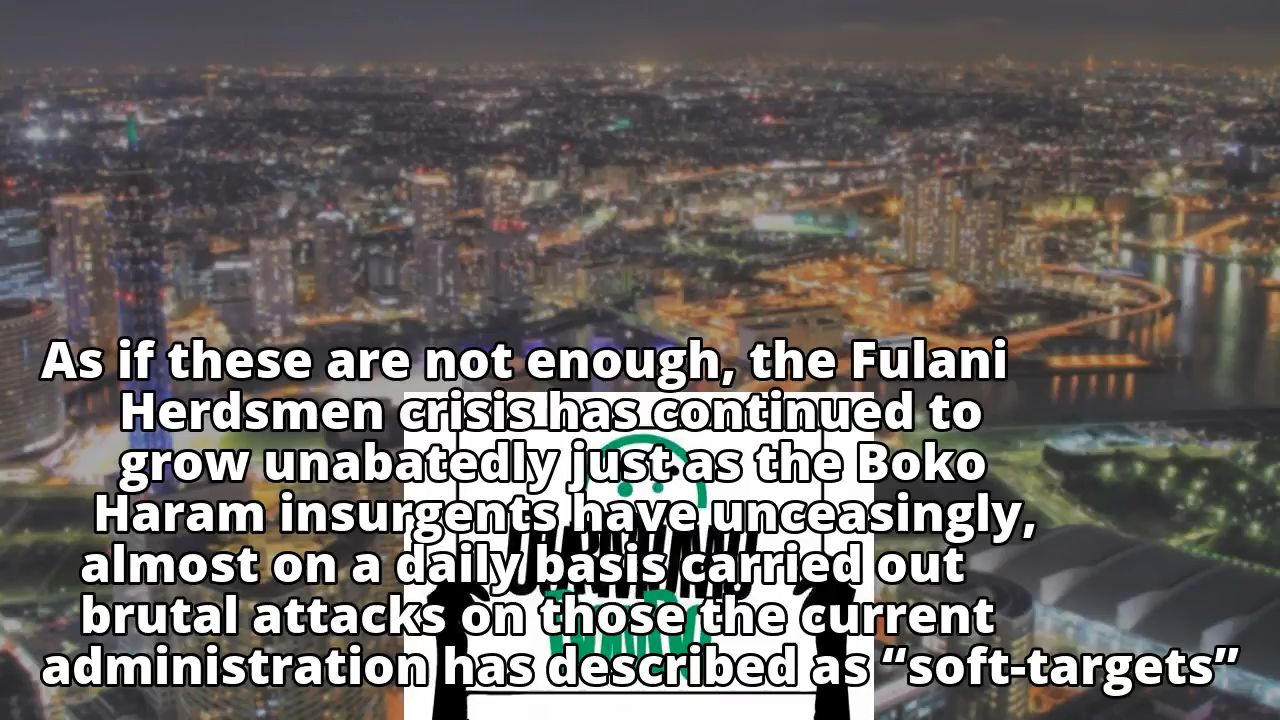 As if these are not enough, the Fulani
Herdsmen crisis has continued to
grow unabatedly just as the Boko
Haram insurgents have unceasingly,
almost on a daily basis carried out
brutal attacks on those the current
administration has described as “soft-targets”